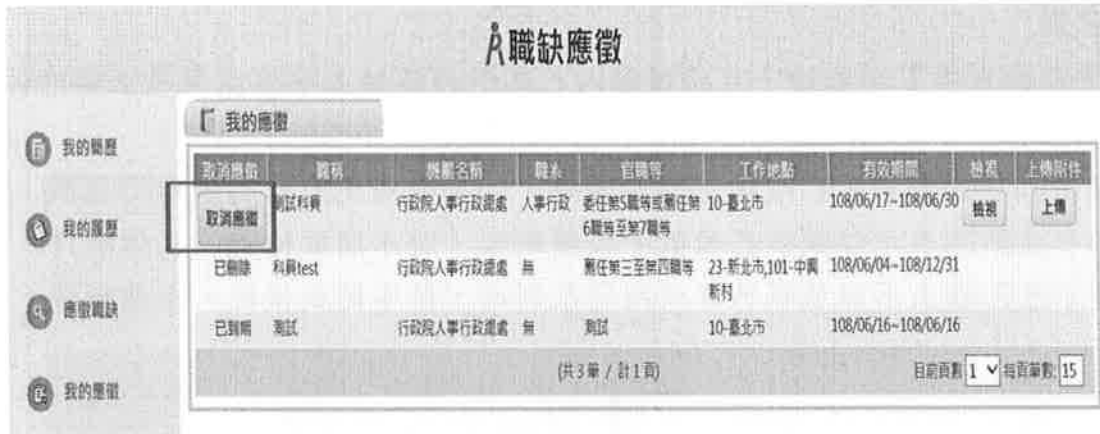 職缺應徵
我的應徵
我的簡歷
我的履歷
應徵職缺
我的應徵
取消應徵 職稱 機關名稱 職系 官職等 工作地點 有效期間 檢視 上傳附件
取消應徵 測試科員 行政院人事行政總處 人事行政 委任第5職等或薦任第 10-臺北市 108/06/17~108/06/30 檢視 上傳
6職等至第7職等
已刪除 科員test 行政院人事行政總處 無 薦任第三至第四職等 23-新北市,101-中興 108/06/04~108/12/31
新村
已到期 測試 行政院人事行政總處 無 測試 10-臺北市 108/06/16~108/06/16
(共 3 筆 / 計 1 頁) 目前頁數 1 每頁筆數: 15